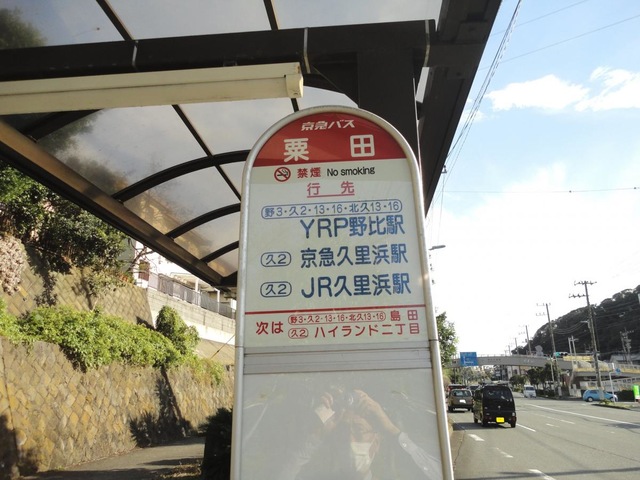 京急バス
粟田
禁煙 No smoking
行先
野3・久2・13・16・北久13・16
YRP野比駅
久2 京急久里浜駅
久2 JR久里浜駅
次は 野3・久2・13・16・北久13・16 島田
久2 ハイランド二丁目